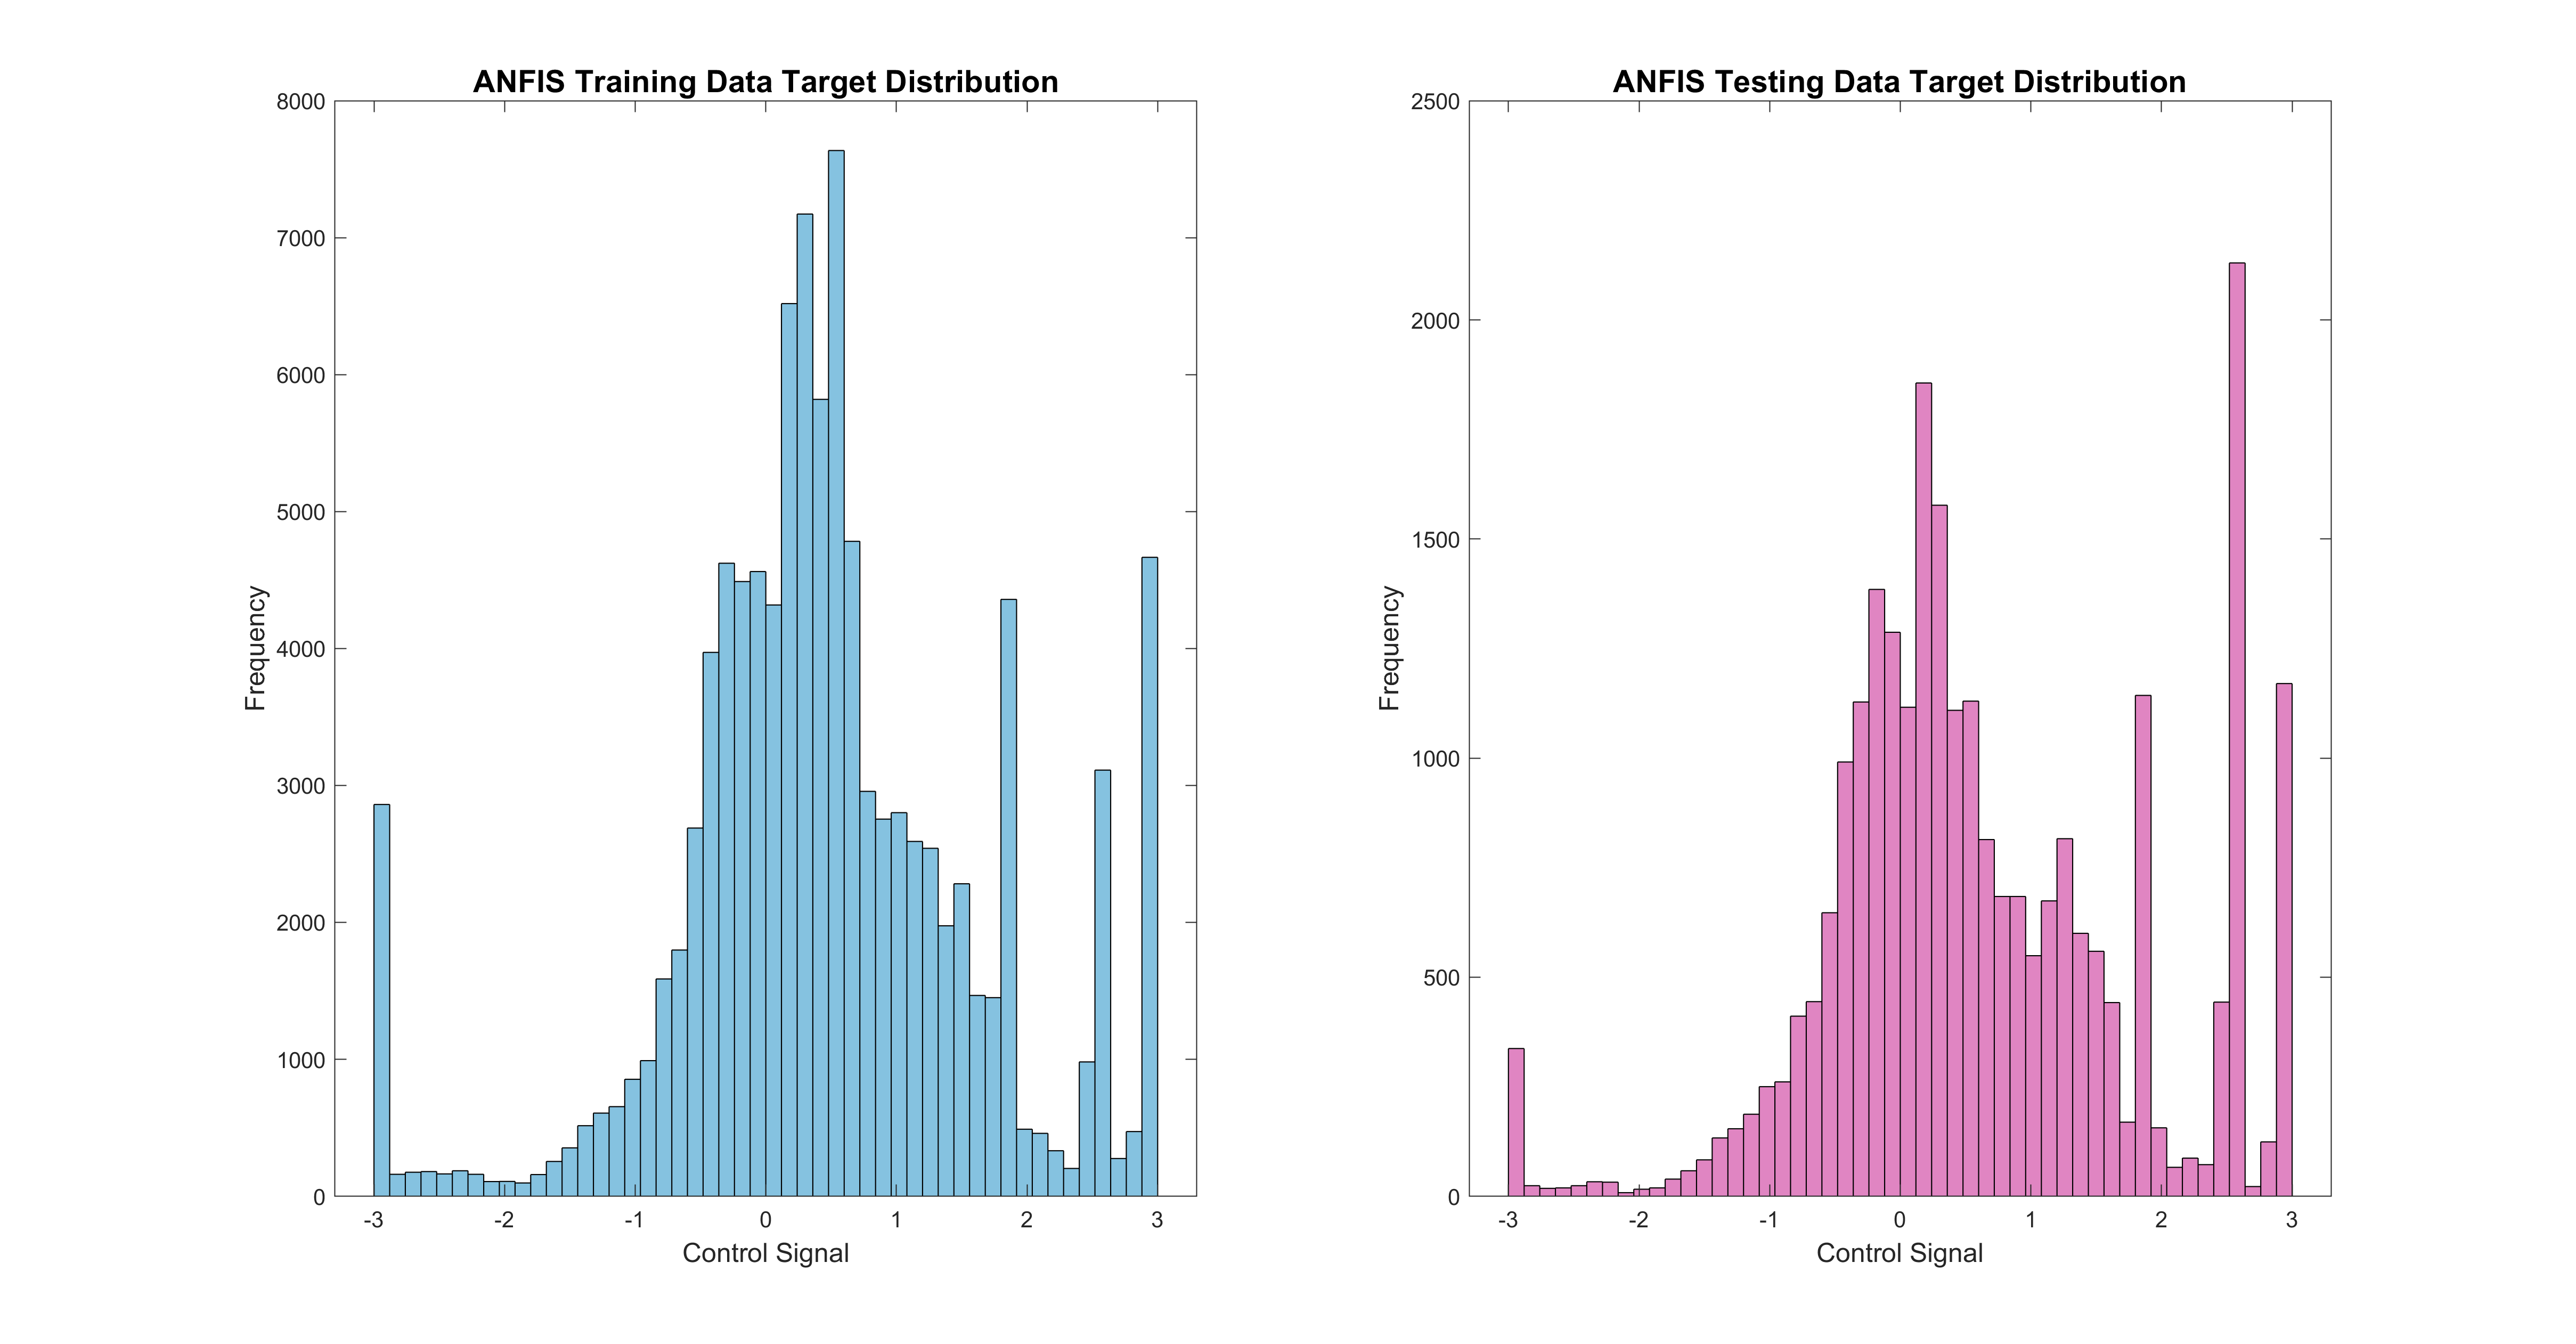 ANFIS Training Data Target Distribution
8000
7000
6000
5000
4000
3000
2000
1000
0
Frequency
-3 -2 -1 0 1 2 3
Control Signal
ANFIS Testing Data Target Distribution
2500
2000
1500
1000
500
0
Frequency
-3 -2 -1 0 1 2 3
Control Signal